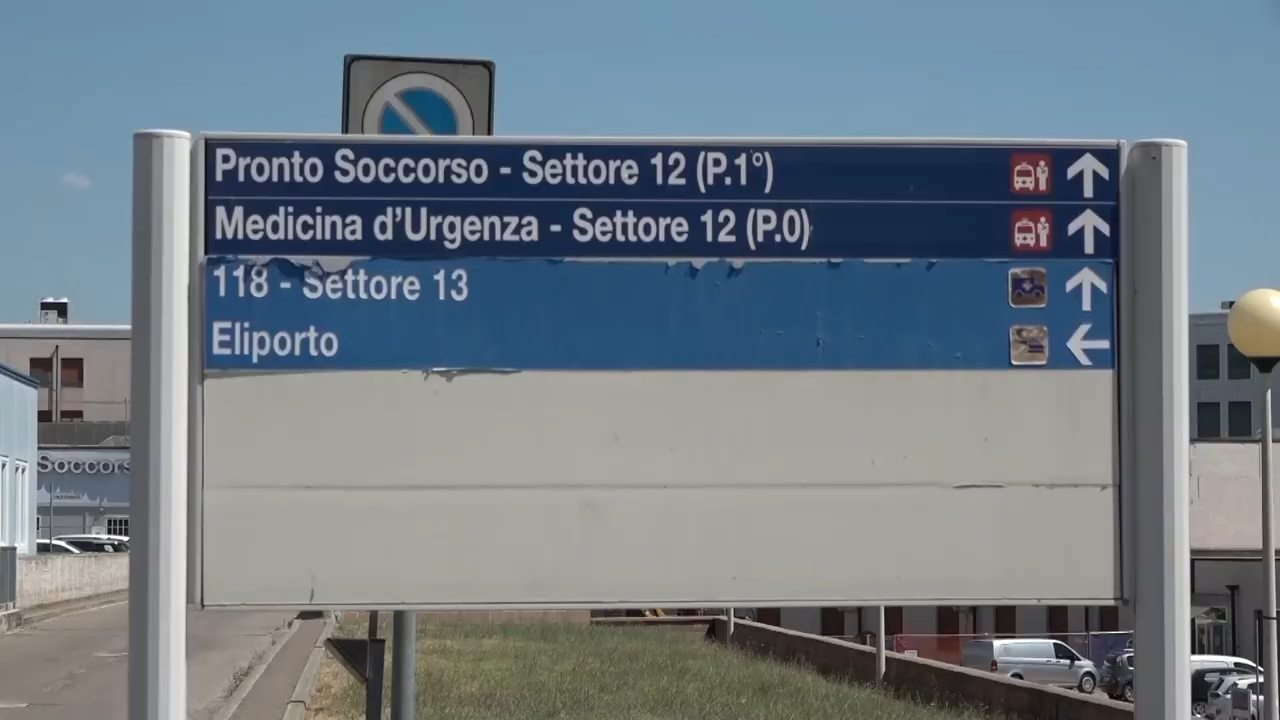 Pronto Soccorso - Settore 12 (P.1°)
Medicina d'Urgenza - Settore 12 (P.0)
118 - Settore 13
Eliporto
Soccors